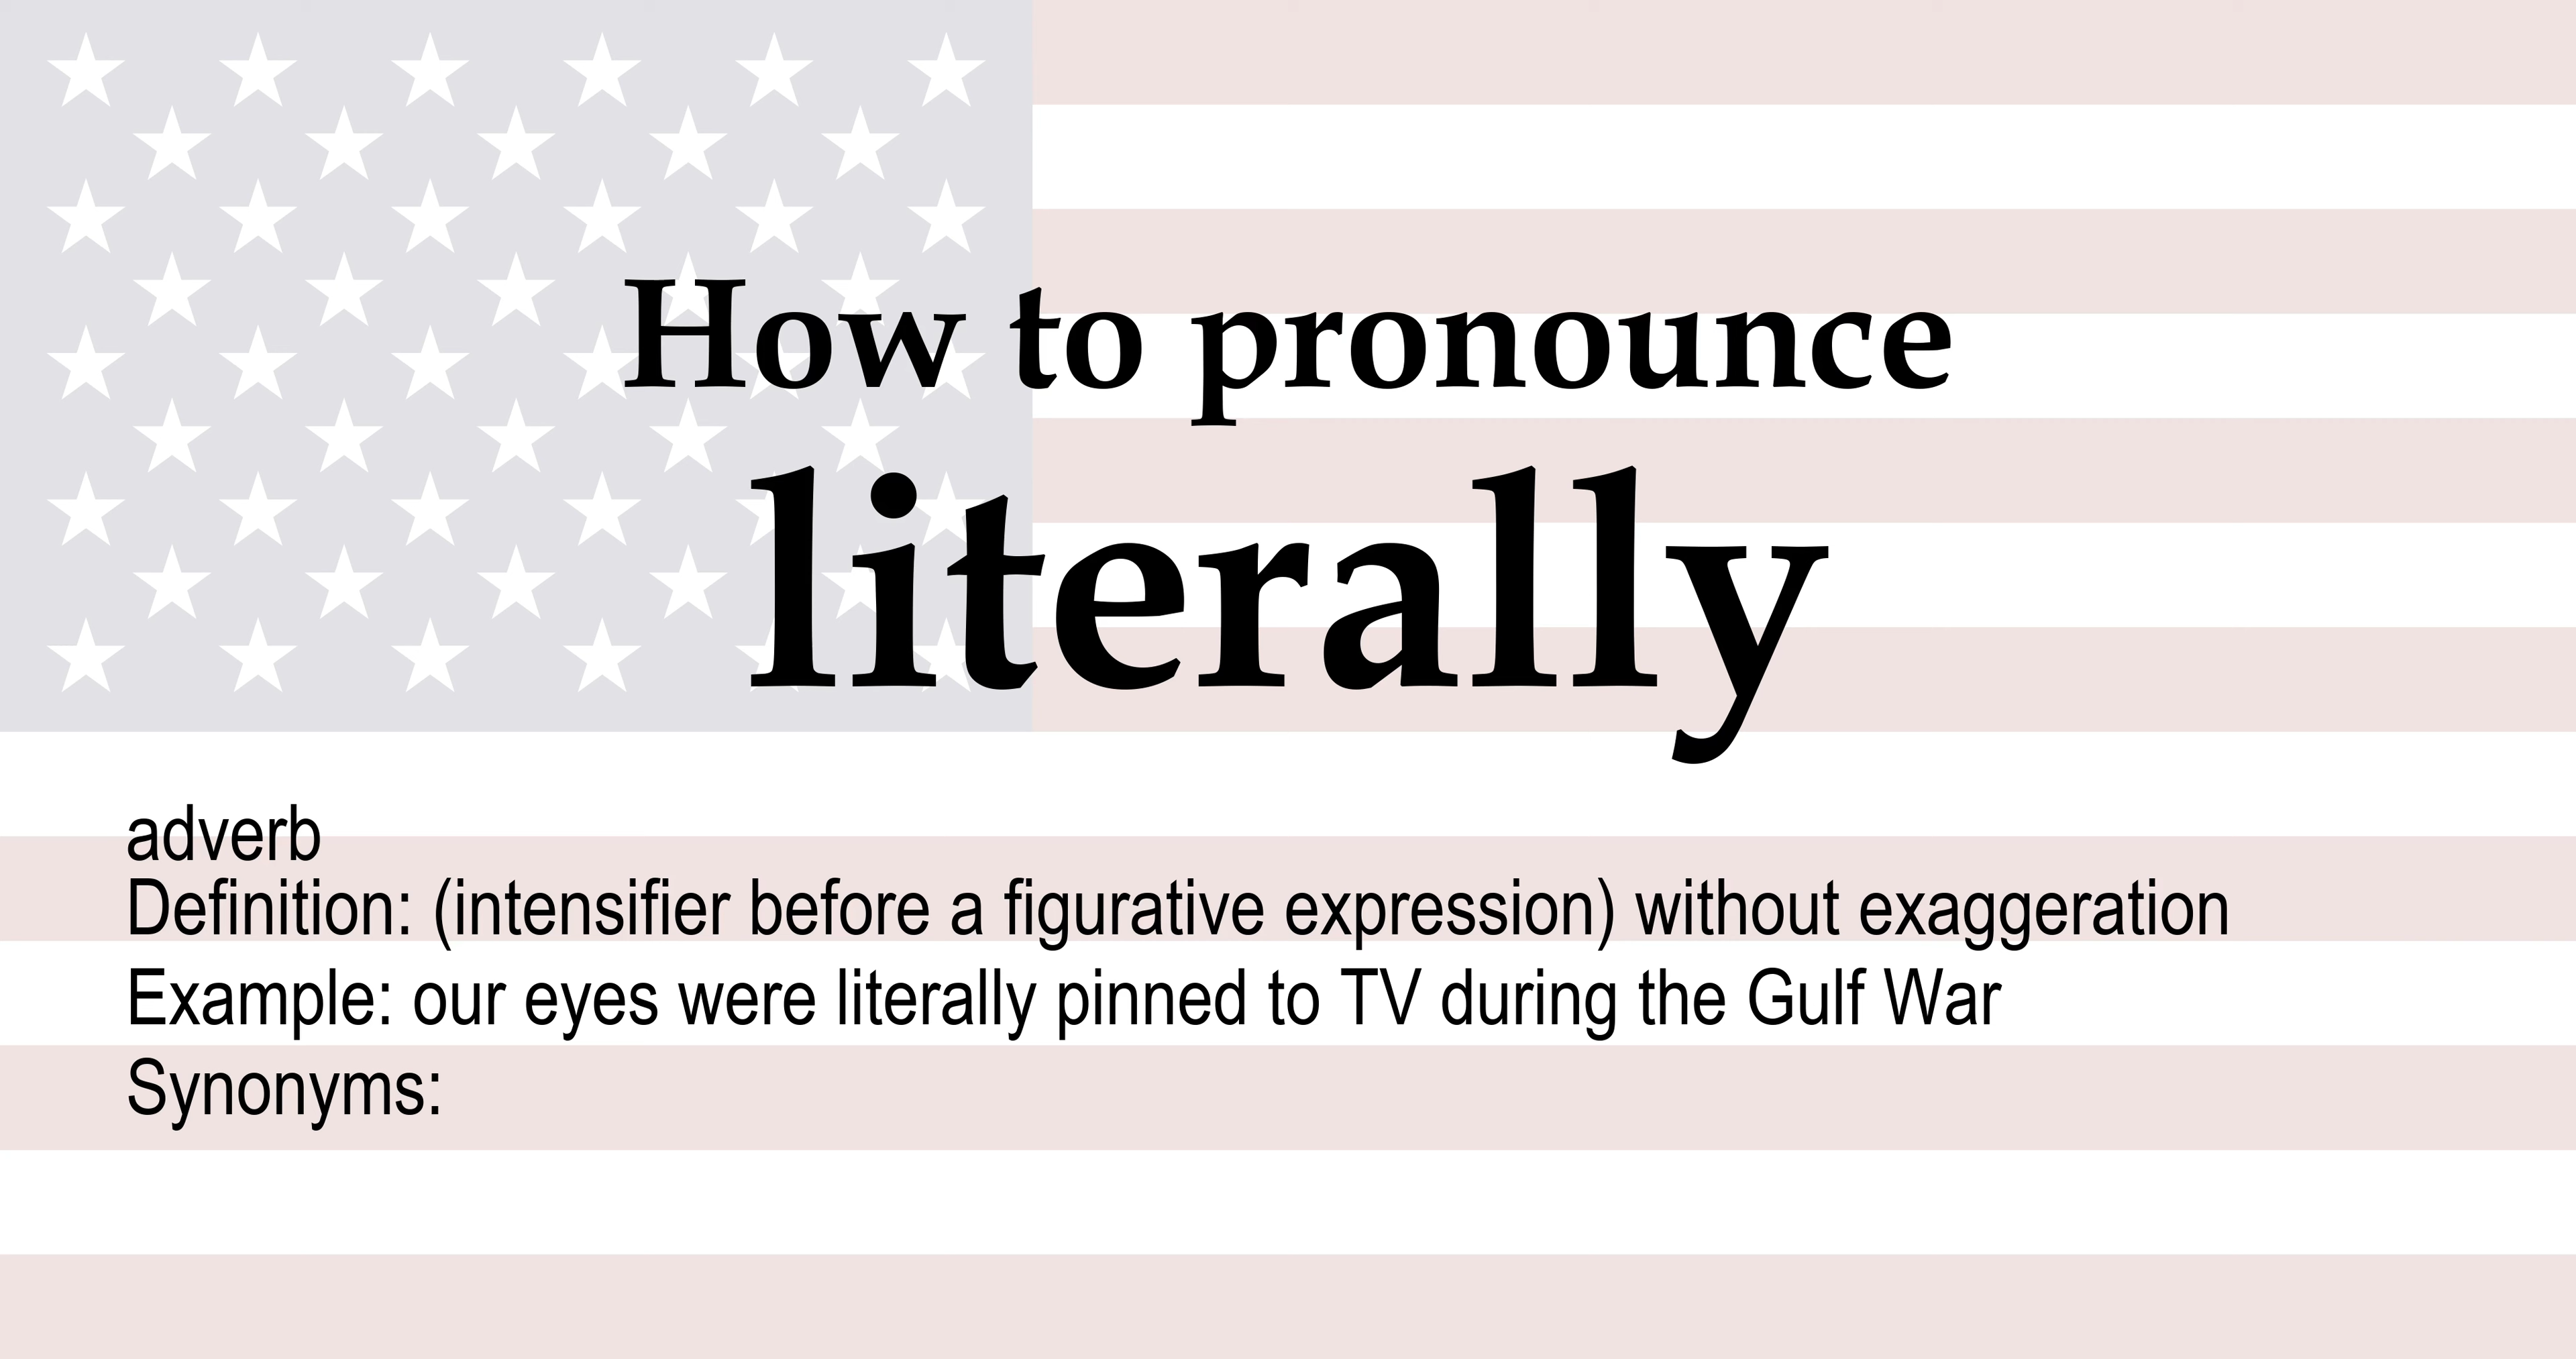 How to pronounce
literally
adverb
Definition: (intensifier before a figurative expression) without exaggeration
Example: our eyes were literally pinned to TV during the Gulf War
Synonyms: